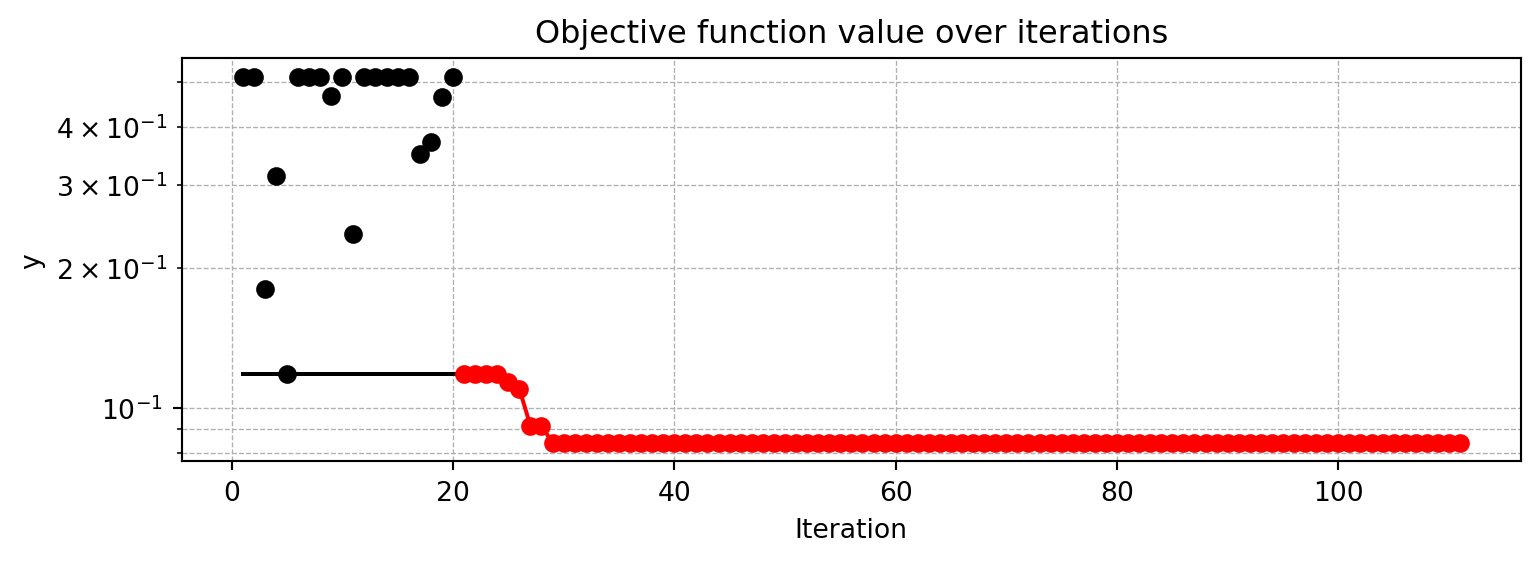 Objective function value over iterations
y
4 × 10⁻¹
3 × 10⁻¹
2 × 10⁻¹
10⁻¹
0 20 40 60 80 100
Iteration